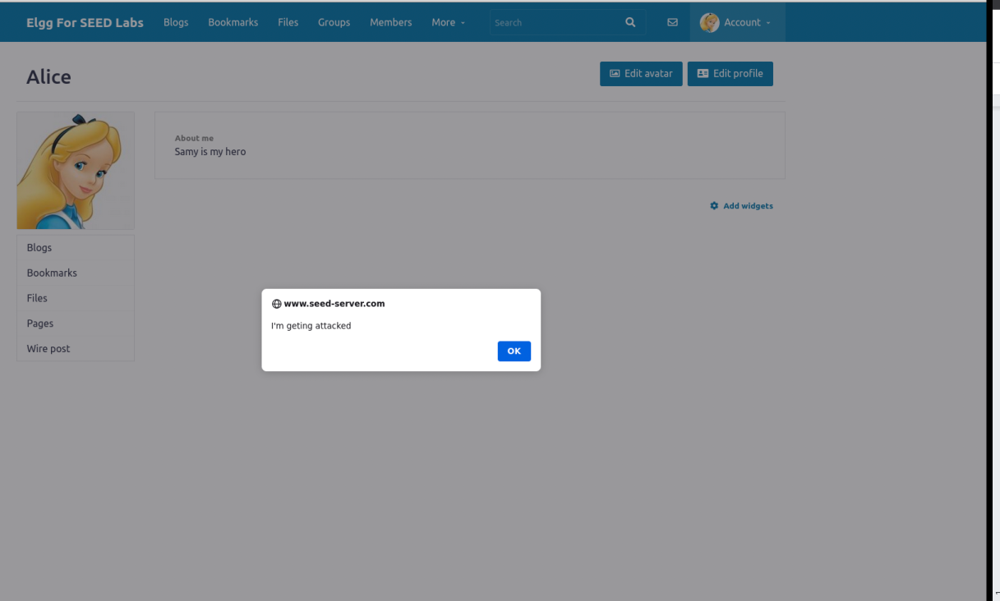 Elgg For SEED Labs Blogs Bookmarks Files Groups Members More Search Account
Alice
Edit avatar Edit profile
About me
Samy is my hero
Add widgets
Blogs
Bookmarks
Files
Pages
Wire post
www.seed-server.com
I'm geting attacked
OK